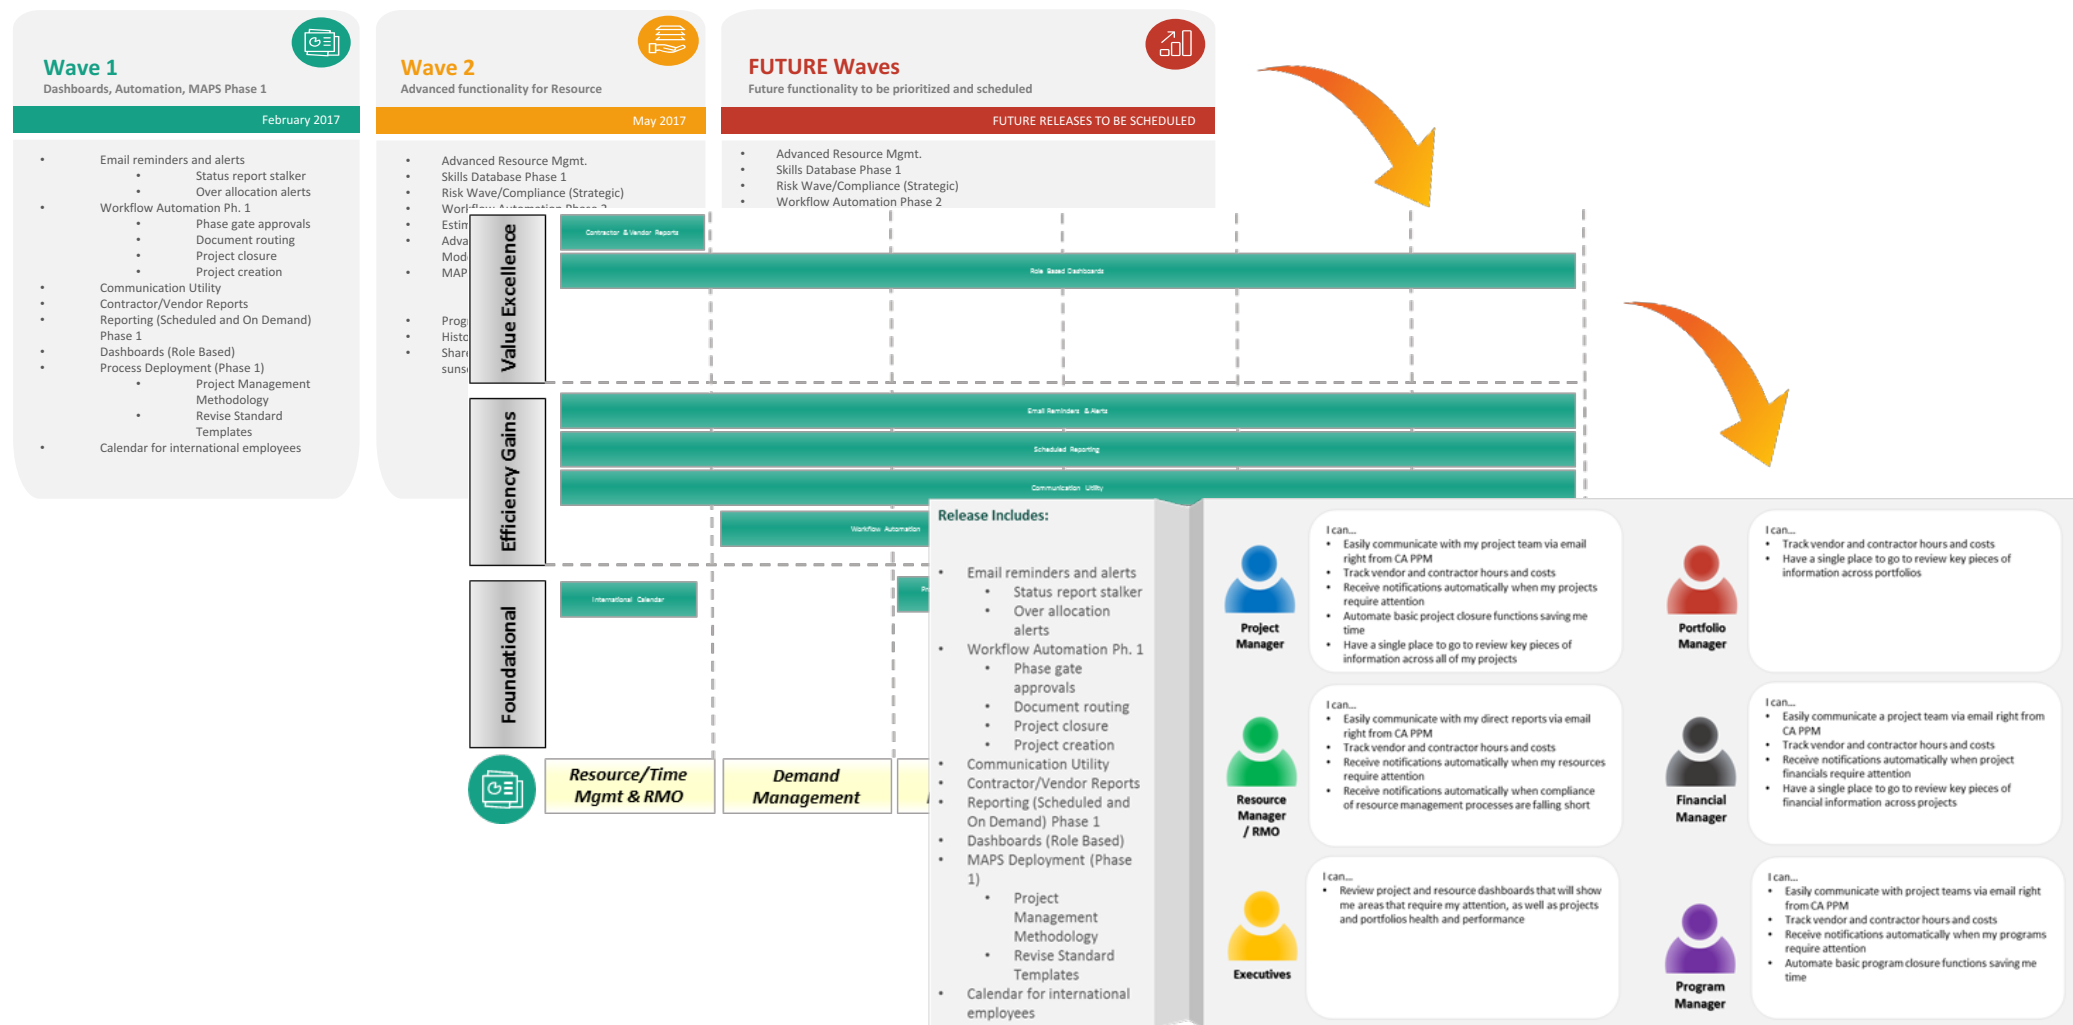 Wave 1
Dashboards, Automation, MAPS Phase 1
February 2017
• Email reminders and alerts
• Status report stalker
• Over allocation alerts
• Workflow Automation Ph. 1
• Phase gate approvals
• Document routing
• Project closure
• Project creation
• Communication Utility
• Contractor/Vendor Reports
• Reporting (Scheduled and On Demand)
Phase 1
• Dashboards (Role Based)
• Process Deployment (Phase 1)
• Project Management
Methodology
• Revise Standard
Templates
• Calendar for international employees
Wave 2
Advanced functionality for Resource
May 2017
• Advanced Resource Mgmt.
• Skills Database Phase 1
• Risk Wave/Compliance (Strategic)
• Workflow Automation Phase 2
•
•
• MAP
•
•
•
FUTURE Waves
Future functionality to be prioritized and scheduled
FUTURE RELEASES TO BE SCHEDULED
• Advanced Resource Mgmt.
• Skills Database Phase 1
• Risk Wave/Compliance (Strategic)
• Workflow Automation Phase 2
Value Excellence
Contractor & Vendor Reports
Role Based Dashboards
Efficiency Gains
Email Reminders & Alerts
Scheduled Reporting
Communication Utility
Workflow Automation
Foundational
International Calendar
Resource/Time
Mgmt & RMO
Demand
Management
Release Includes:
• Email reminders and alerts
• Status report stalker
• Over allocation
alerts
• Workflow Automation Ph. 1
• Phase gate
approvals
• Document routing
• Project closure
• Project creation
• Communication Utility
• Contractor/Vendor Reports
• Reporting (Scheduled and
On Demand) Phase 1
• Dashboards (Role Based)
• MAPS Deployment (Phase
1)
• Project
Management
Methodology
• Revise Standard
Templates
• Calendar for international
employees
Project
Manager
I can...
• Easily communicate with my project team via email
right from CA PPM
• Track vendor and contractor hours and costs
• Receive notifications automatically when my projects
require attention
• Automate basic project closure functions saving me
time
• Have a single place to go to review key pieces of
information across all of my projects
Portfolio
Manager
I can...
• Track vendor and contractor hours and costs
• Have a single place to go to review key pieces of
information across portfolios
Resource
Manager
/ RMO
I can...
• Easily communicate with my direct reports via email
right from CA PPM
• Track vendor and contractor hours and costs
• Receive notifications automatically when my resources
require attention
• Receive notifications automatically when compliance
of resource management processes are falling short
Financial
Manager
I can...
• Easily communicate a project team via email right from
CA PPM
• Track vendor and contractor hours and costs
• Receive notifications automatically when project
financials require attention
• Have a single place to go to review key pieces of
financial information across projects
Executives
I can...
• Review project and resource dashboards that will show
me areas that require my attention, as well as projects
and portfolios health and performance
Program
Manager
I can...
• Easily communicate with project teams via email right
from CA PPM
• Track vendor and contractor hours and costs
• Receive notifications automatically when my programs
require attention
• Automate basic program closure functions saving me
time